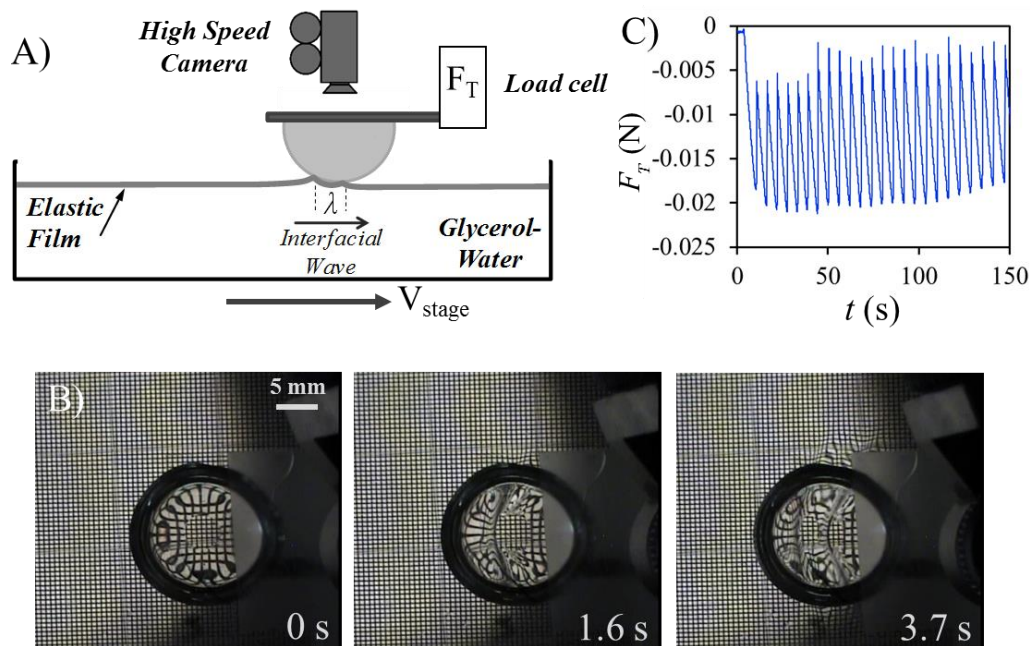 A)
High Speed
Camera
F_T
Load cell
λ
Elastic
Film
Interfacial
Wave
Glycerol-
Water
V_stage
C)
0
-0.005
-0.01
-0.015
-0.02
-0.025
F_T (N)
0
50
100
150
t (s)
B)
5 mm
0 s
1.6 s
3.7 s